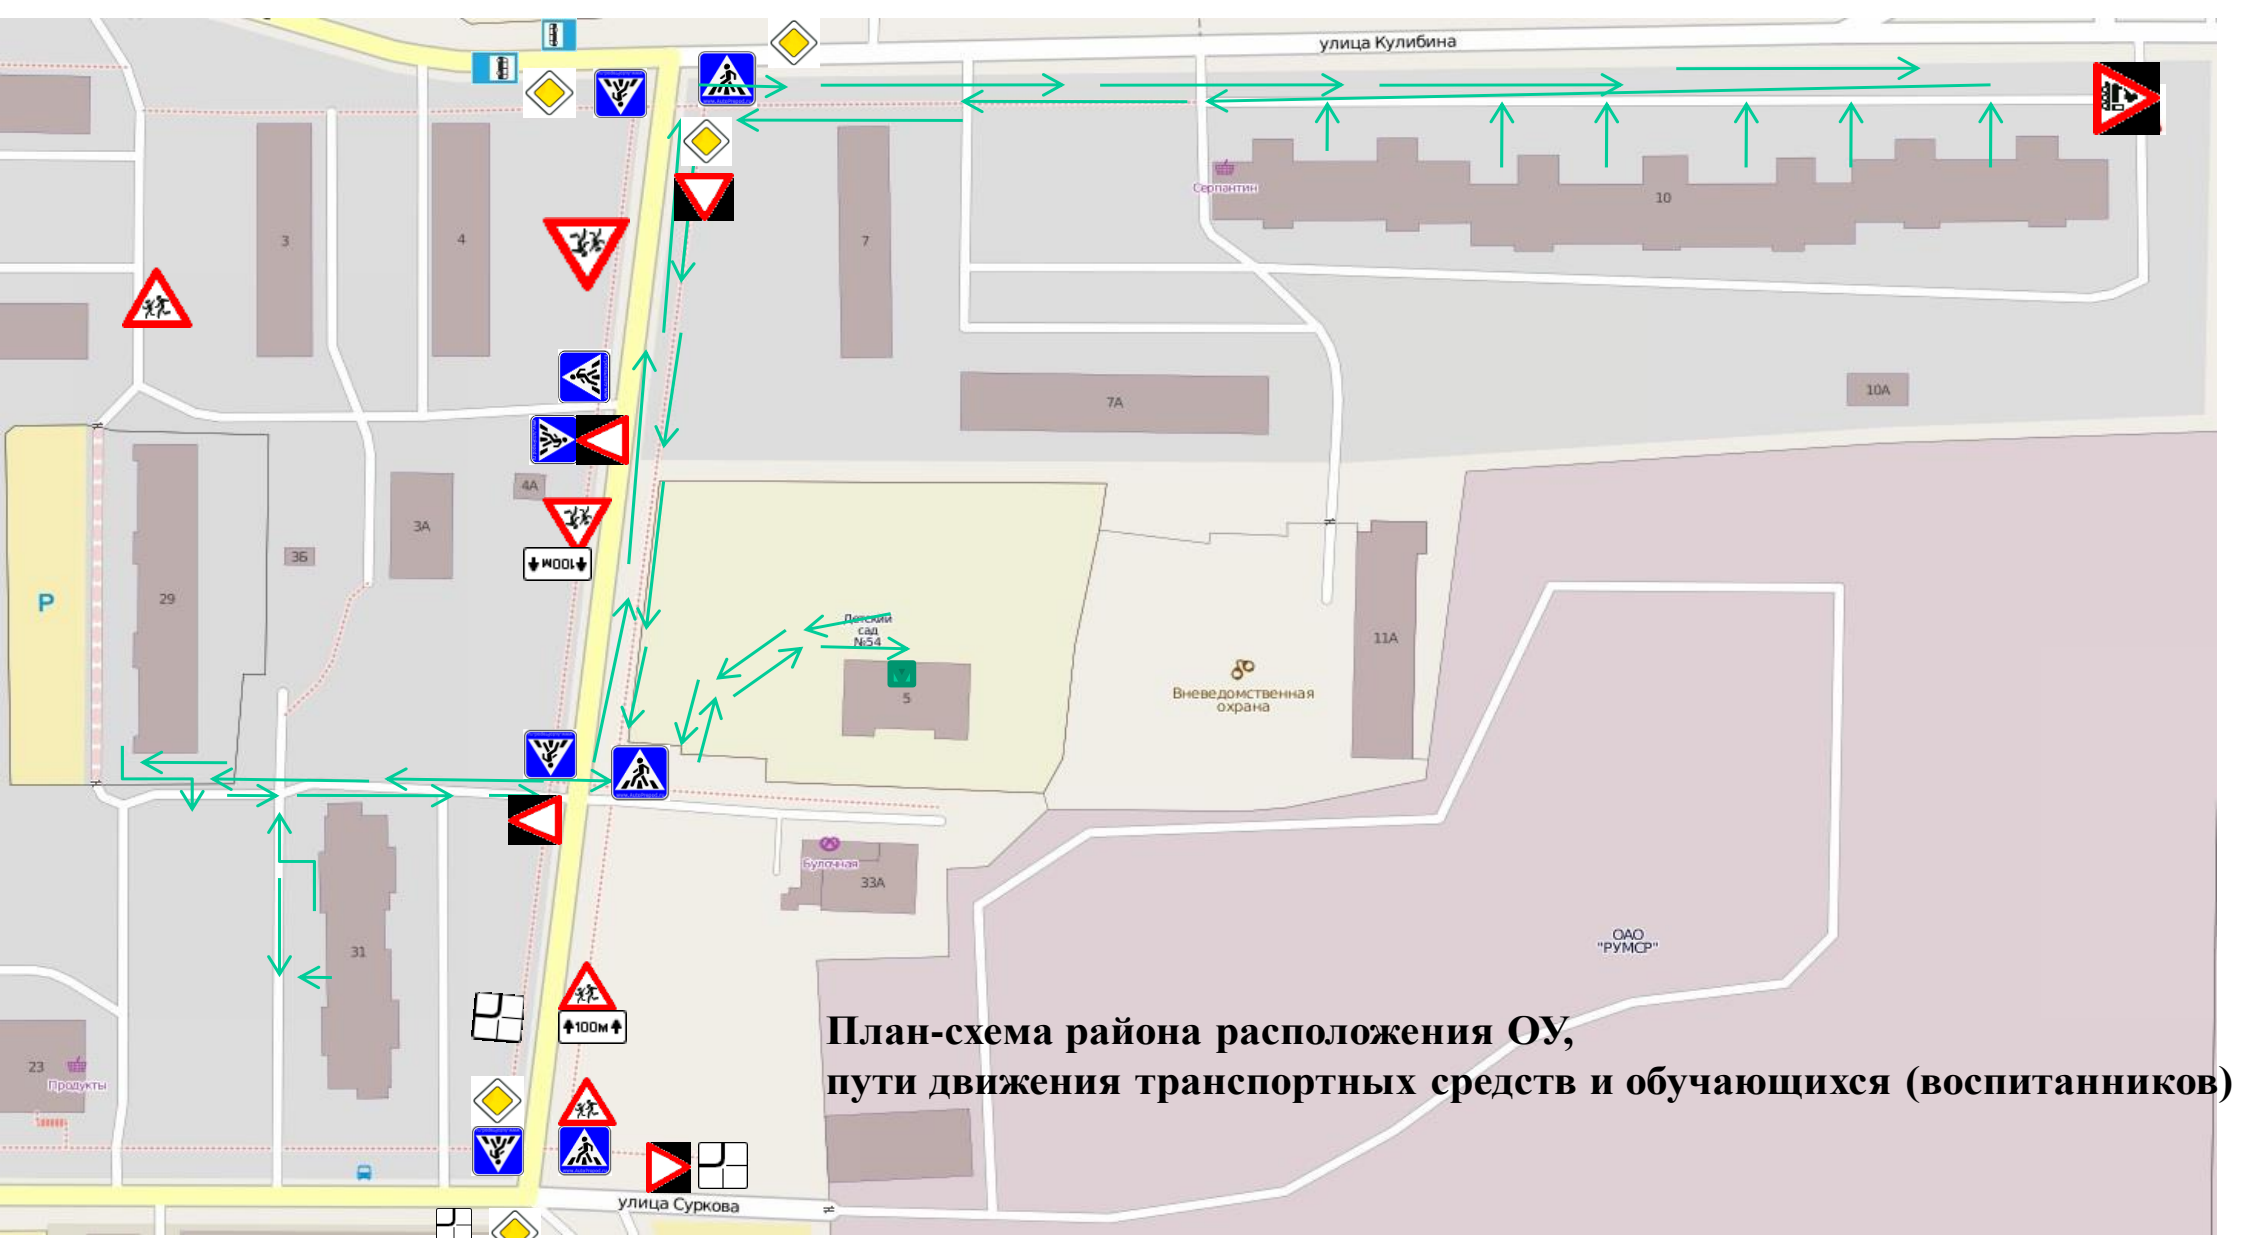 улица Кулибина
Серпантин
10
3
4
7
7А
10А
4А
3А
3Б
29
P
100м
Детский
сад
№54
5
11А
Вневедомственная
охрана
Булочная
33А
31
ОАО
"РУМСР"
100м
План-схема района расположения ОУ,
пути движения транспортных средств и обучающихся (воспитанников)
23
Продукты
улица Суркова